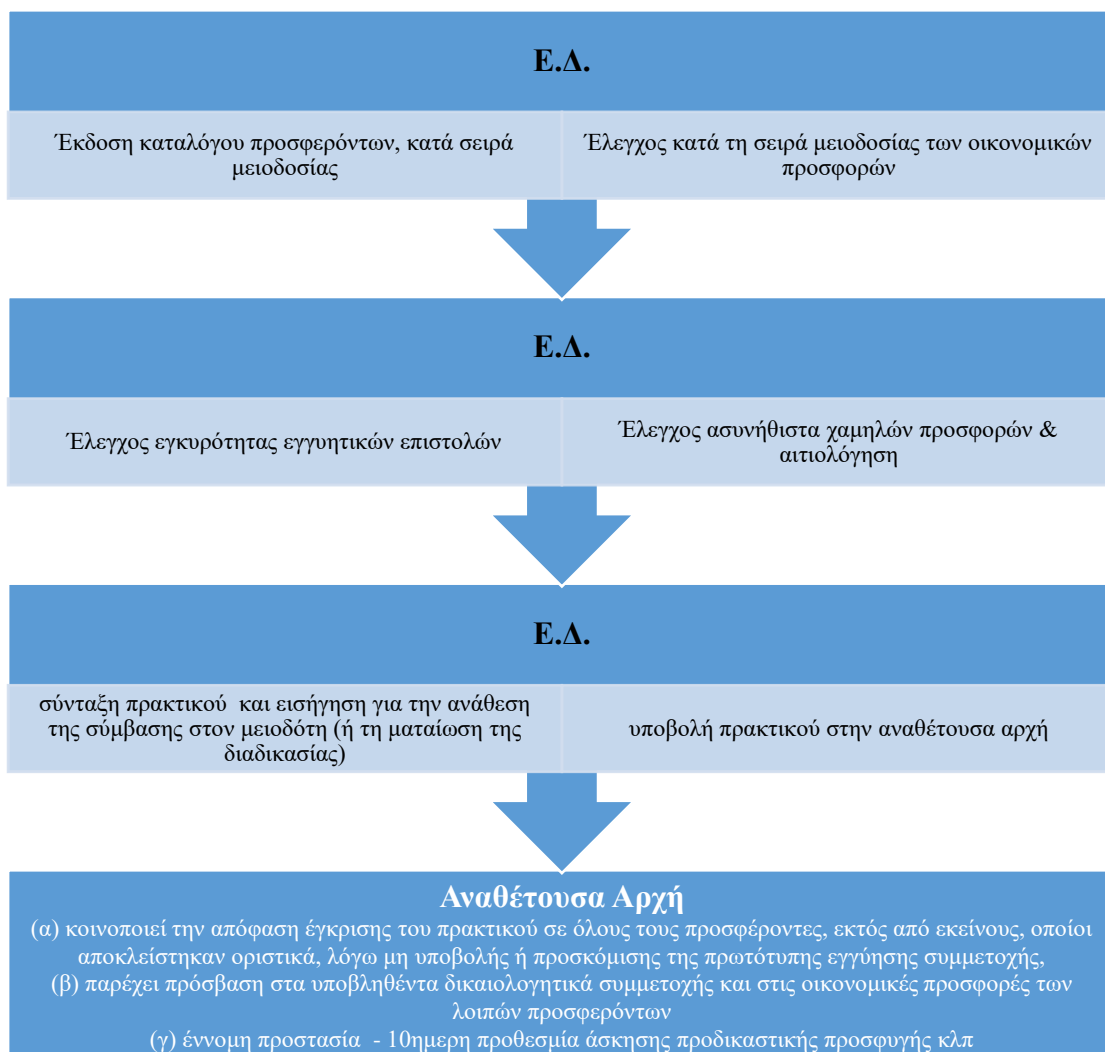 Ε.Δ.
Έκδοση καταλόγου προσφερόντων, κατά σειρά
μειοδοσίας
Έλεγχος κατά τη σειρά μειοδοσίας των οικονομικών
προσφορών
Ε.Δ.
Έλεγχος εγκυρότητας εγγυητικών επιστολών
Έλεγχος ασυνήθιστα χαμηλών προσφορών &
αιτιολόγηση
Ε.Δ.
σύνταξη πρακτικού και εισήγηση για την ανάθεση
της σύμβασης στον μειοδότη (ή τη ματαίωση της
διαδικασίας)
υποβολή πρακτικού στην αναθέτουσα αρχή
Αναθέτουσα Αρχή
(α) κοινοποιεί την απόφαση έγκρισης του πρακτικού σε όλους τους προσφέροντες, εκτός από εκείνους, οποίοι
αποκλείστηκαν οριστικά, λόγω μη υποβολής ή προσκόμισης της πρωτότυπης εγγύησης συμμετοχής,
(β) παρέχει πρόσβαση στα υποβληθέντα δικαιολογητικά συμμετοχής και στις οικονομικές προσφορές των
λοιπών προσφερόντων
(γ) έννομη προστασία - 10ημερη προθεσμία άσκησης προδικαστικής προσφυγής κλπ